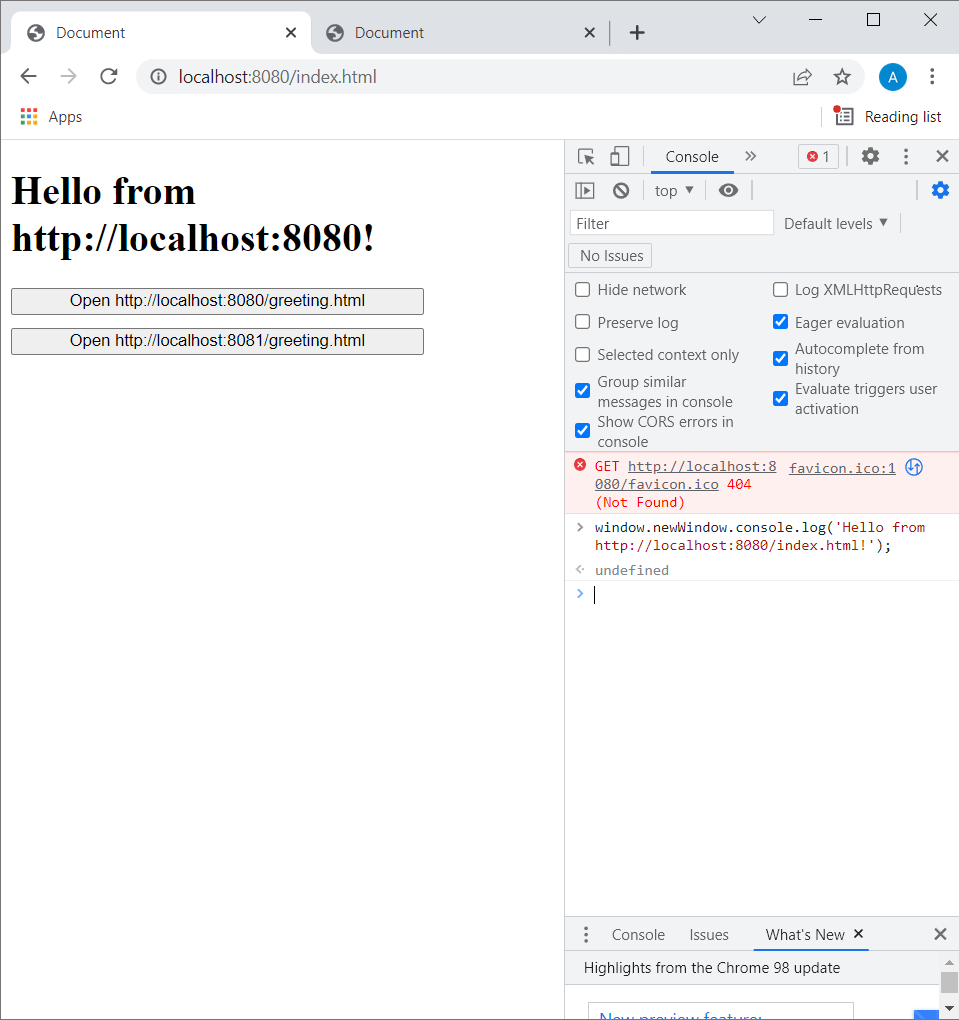 Document
Document
localhost:8080/index.html
A
Apps
Reading list
Hello from
http://localhost:8080!
Open http://localhost:8080/greeting.html
Open http://localhost:8081/greeting.html
Console
1
top
Filter
Default levels
No Issues
Hide network
Log XMLHttpRequests
Preserve log
Eager evaluation
Selected context only
Autocomplete from
history
Group similar
messages in console
Evaluate triggers user
activation
Show CORS errors in
console
GET http://localhost:8 favicon.ico:1
080/favicon.ico 404
(Not Found)
window.newWindow.console.log('Hello from
http://localhost:8080/index.html!');
undefined
Console Issues What's New
Highlights from the Chrome 98 update
New preview feature: